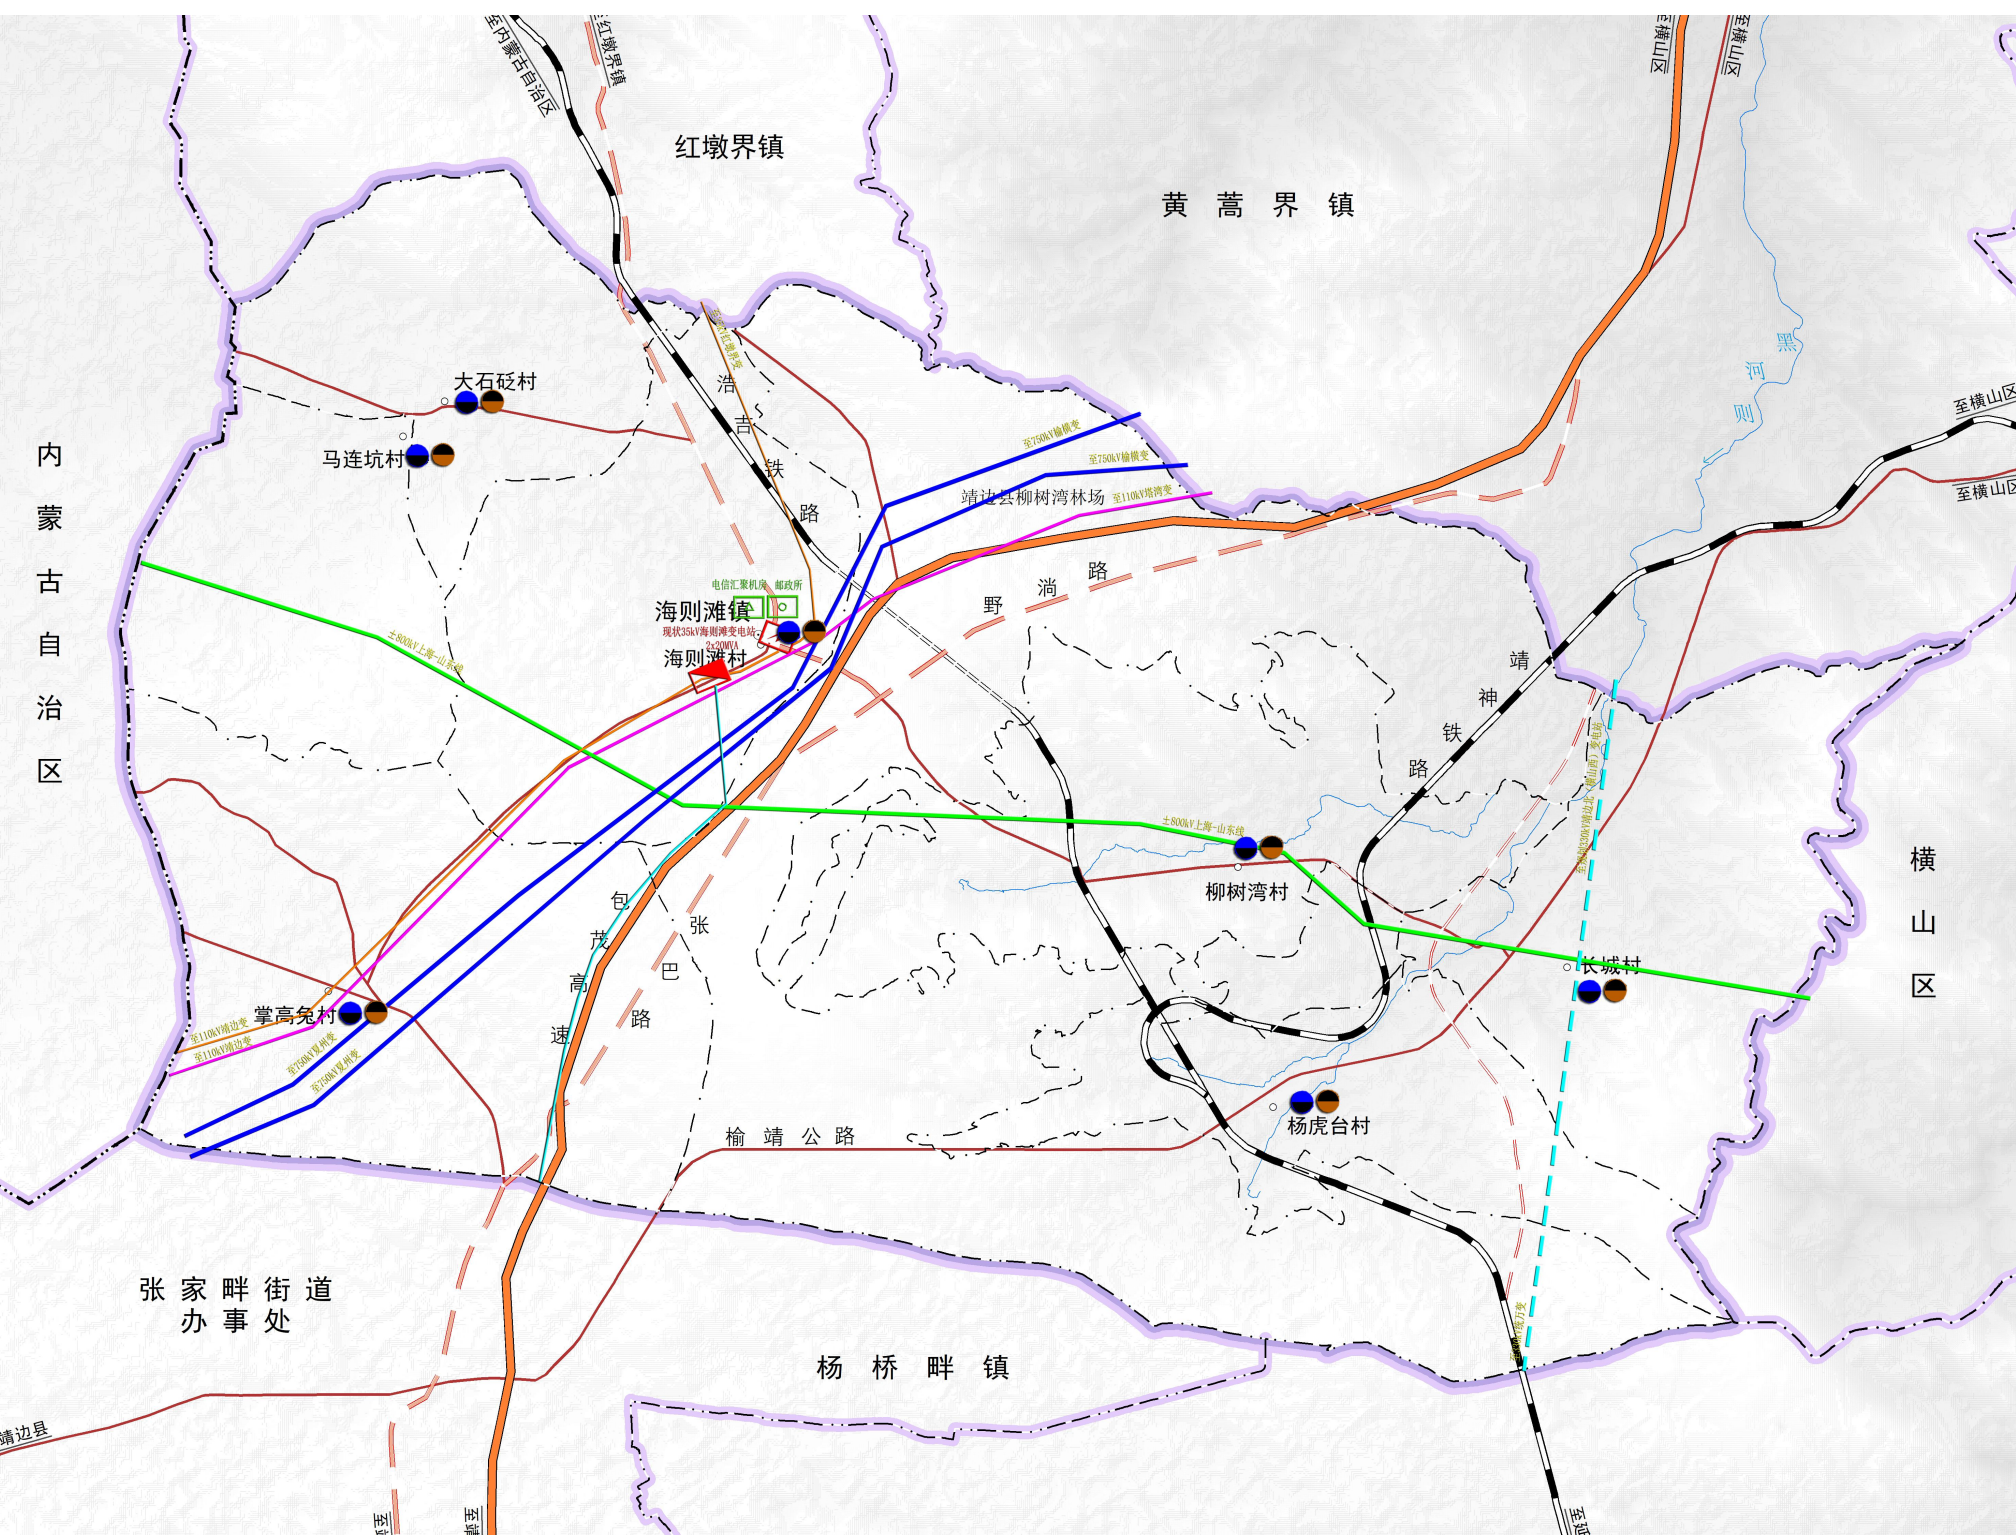 至内蒙古自治区
至红墩界镇
至横山区
至横山区
红墩界镇
黄蒿界镇
黑则河
至横山区
至横山区
大石砭村
马连坑村
内蒙古自治区
浩吉铁路
至750kV榆横变
至750kV榆横变
靖边县柳树湾林场
至110kV塔湾变
野淌路
电信汇聚机房
邮政所
海则滩镇
现状35kV海则滩变电站
2x20MVA
海则滩村
±800kV上海-山东线
靖神铁路
±800kV上海-山东线
柳树湾村
横山区
长城村
包茂高速
张巴路
掌高兔村
至110kV靖边变
至110kV靖边变
至750kV夏州变
至750kV夏州变
榆靖公路
杨虎台村
张家畔街道
办事处
杨桥畔镇
靖边县